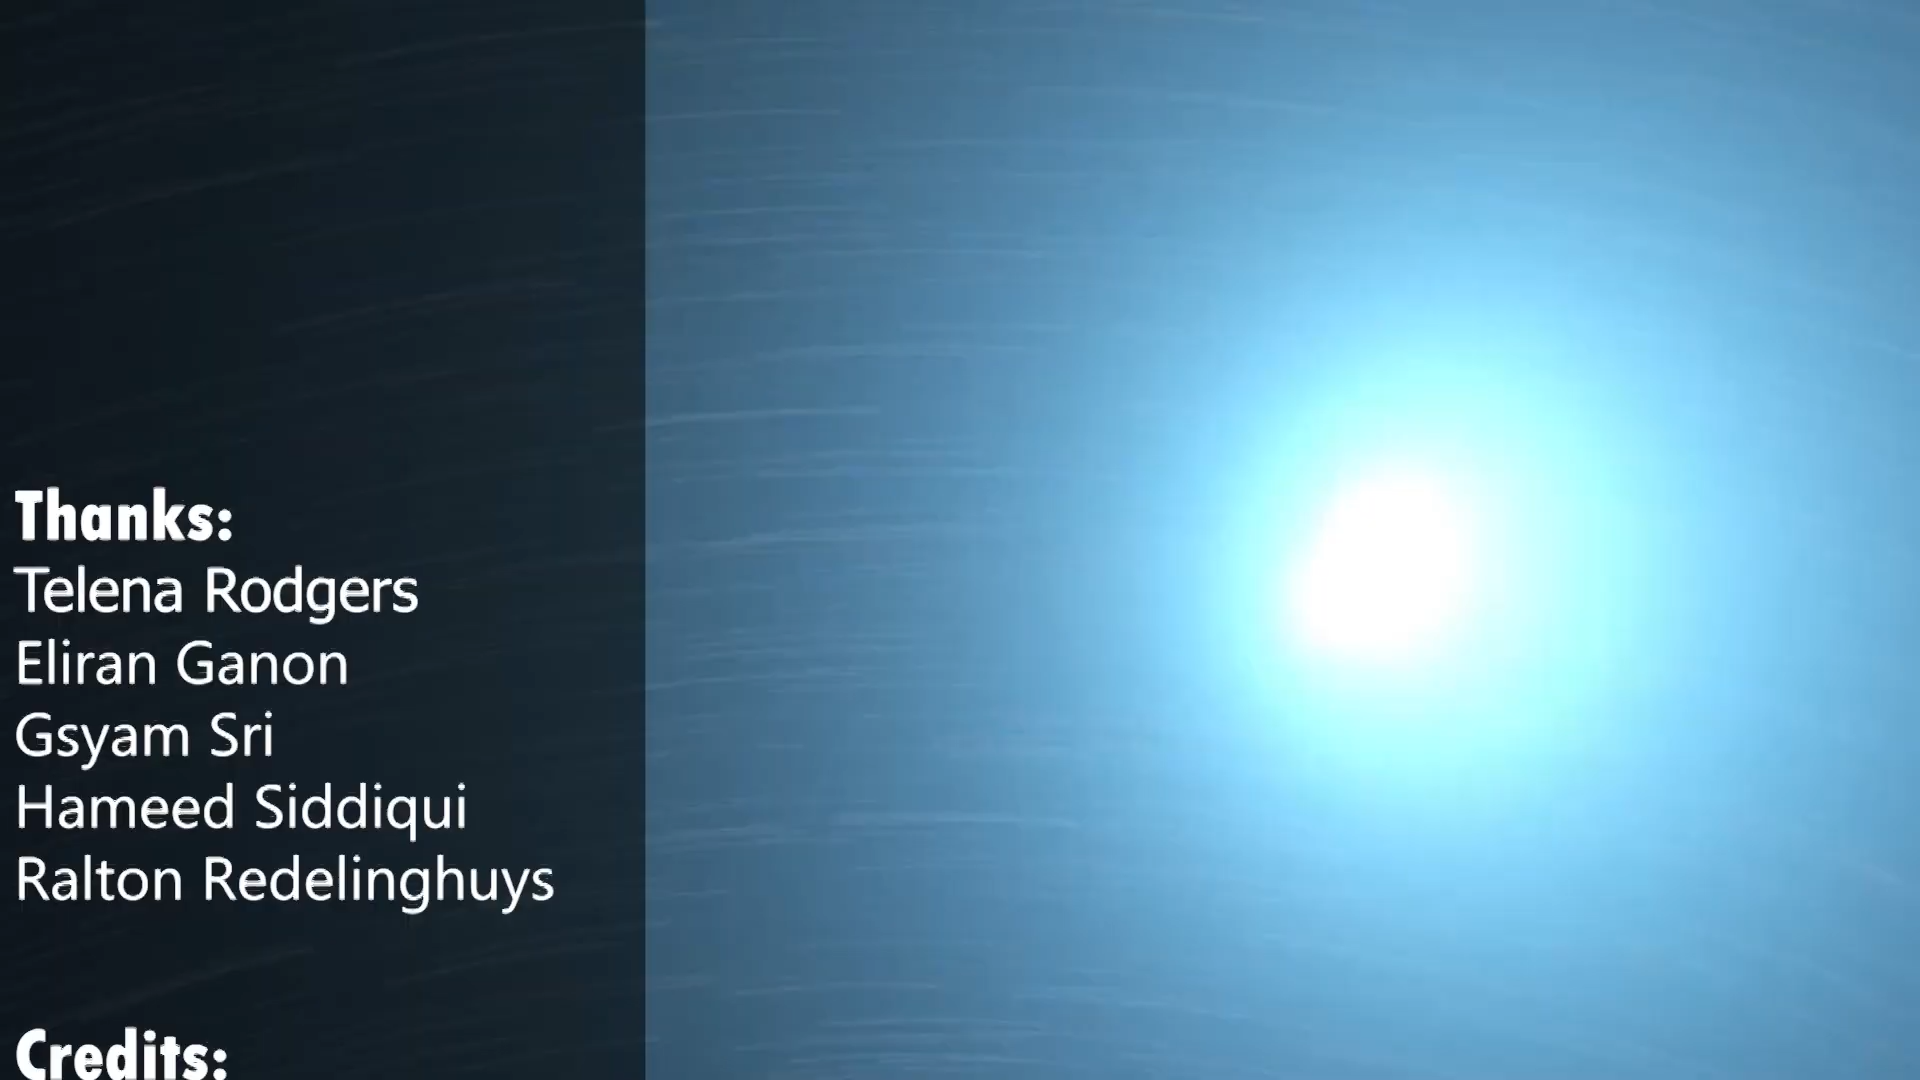 Thanks:
Telena Rodgers
Eliran Ganon
Gsyam Sri
Hameed Siddiqui
Ralton Redelinghuys
Credits: